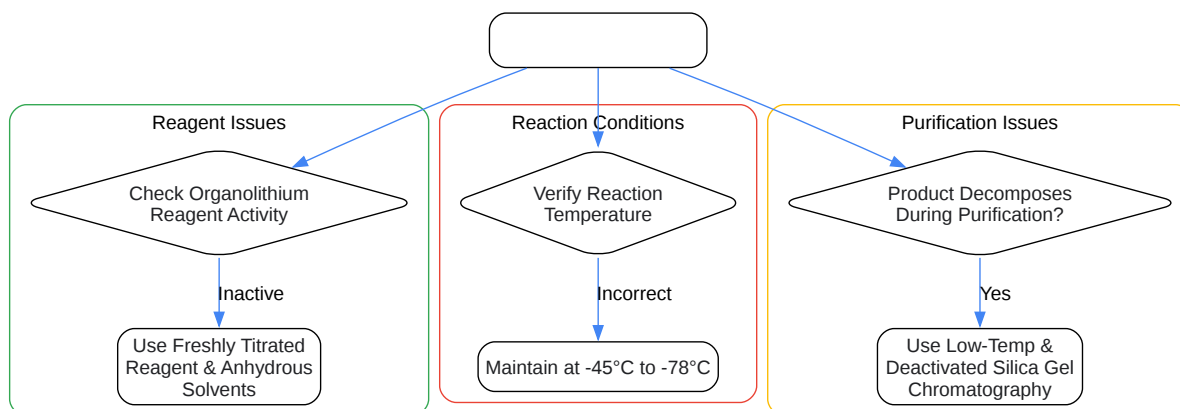 Reagent Issues
Reaction Conditions
Purification Issues
Check Organolithium
Reagent Activity
Verify Reaction
Temperature
Product Decomposes
During Purification?
Inactive
Incorrect
Yes
Use Freshly Titrated
Reagent & Anhydrous
Solvents
Maintain at -45°C to -78°C
Use Low-Temp &
Deactivated Silica Gel
Chromatography